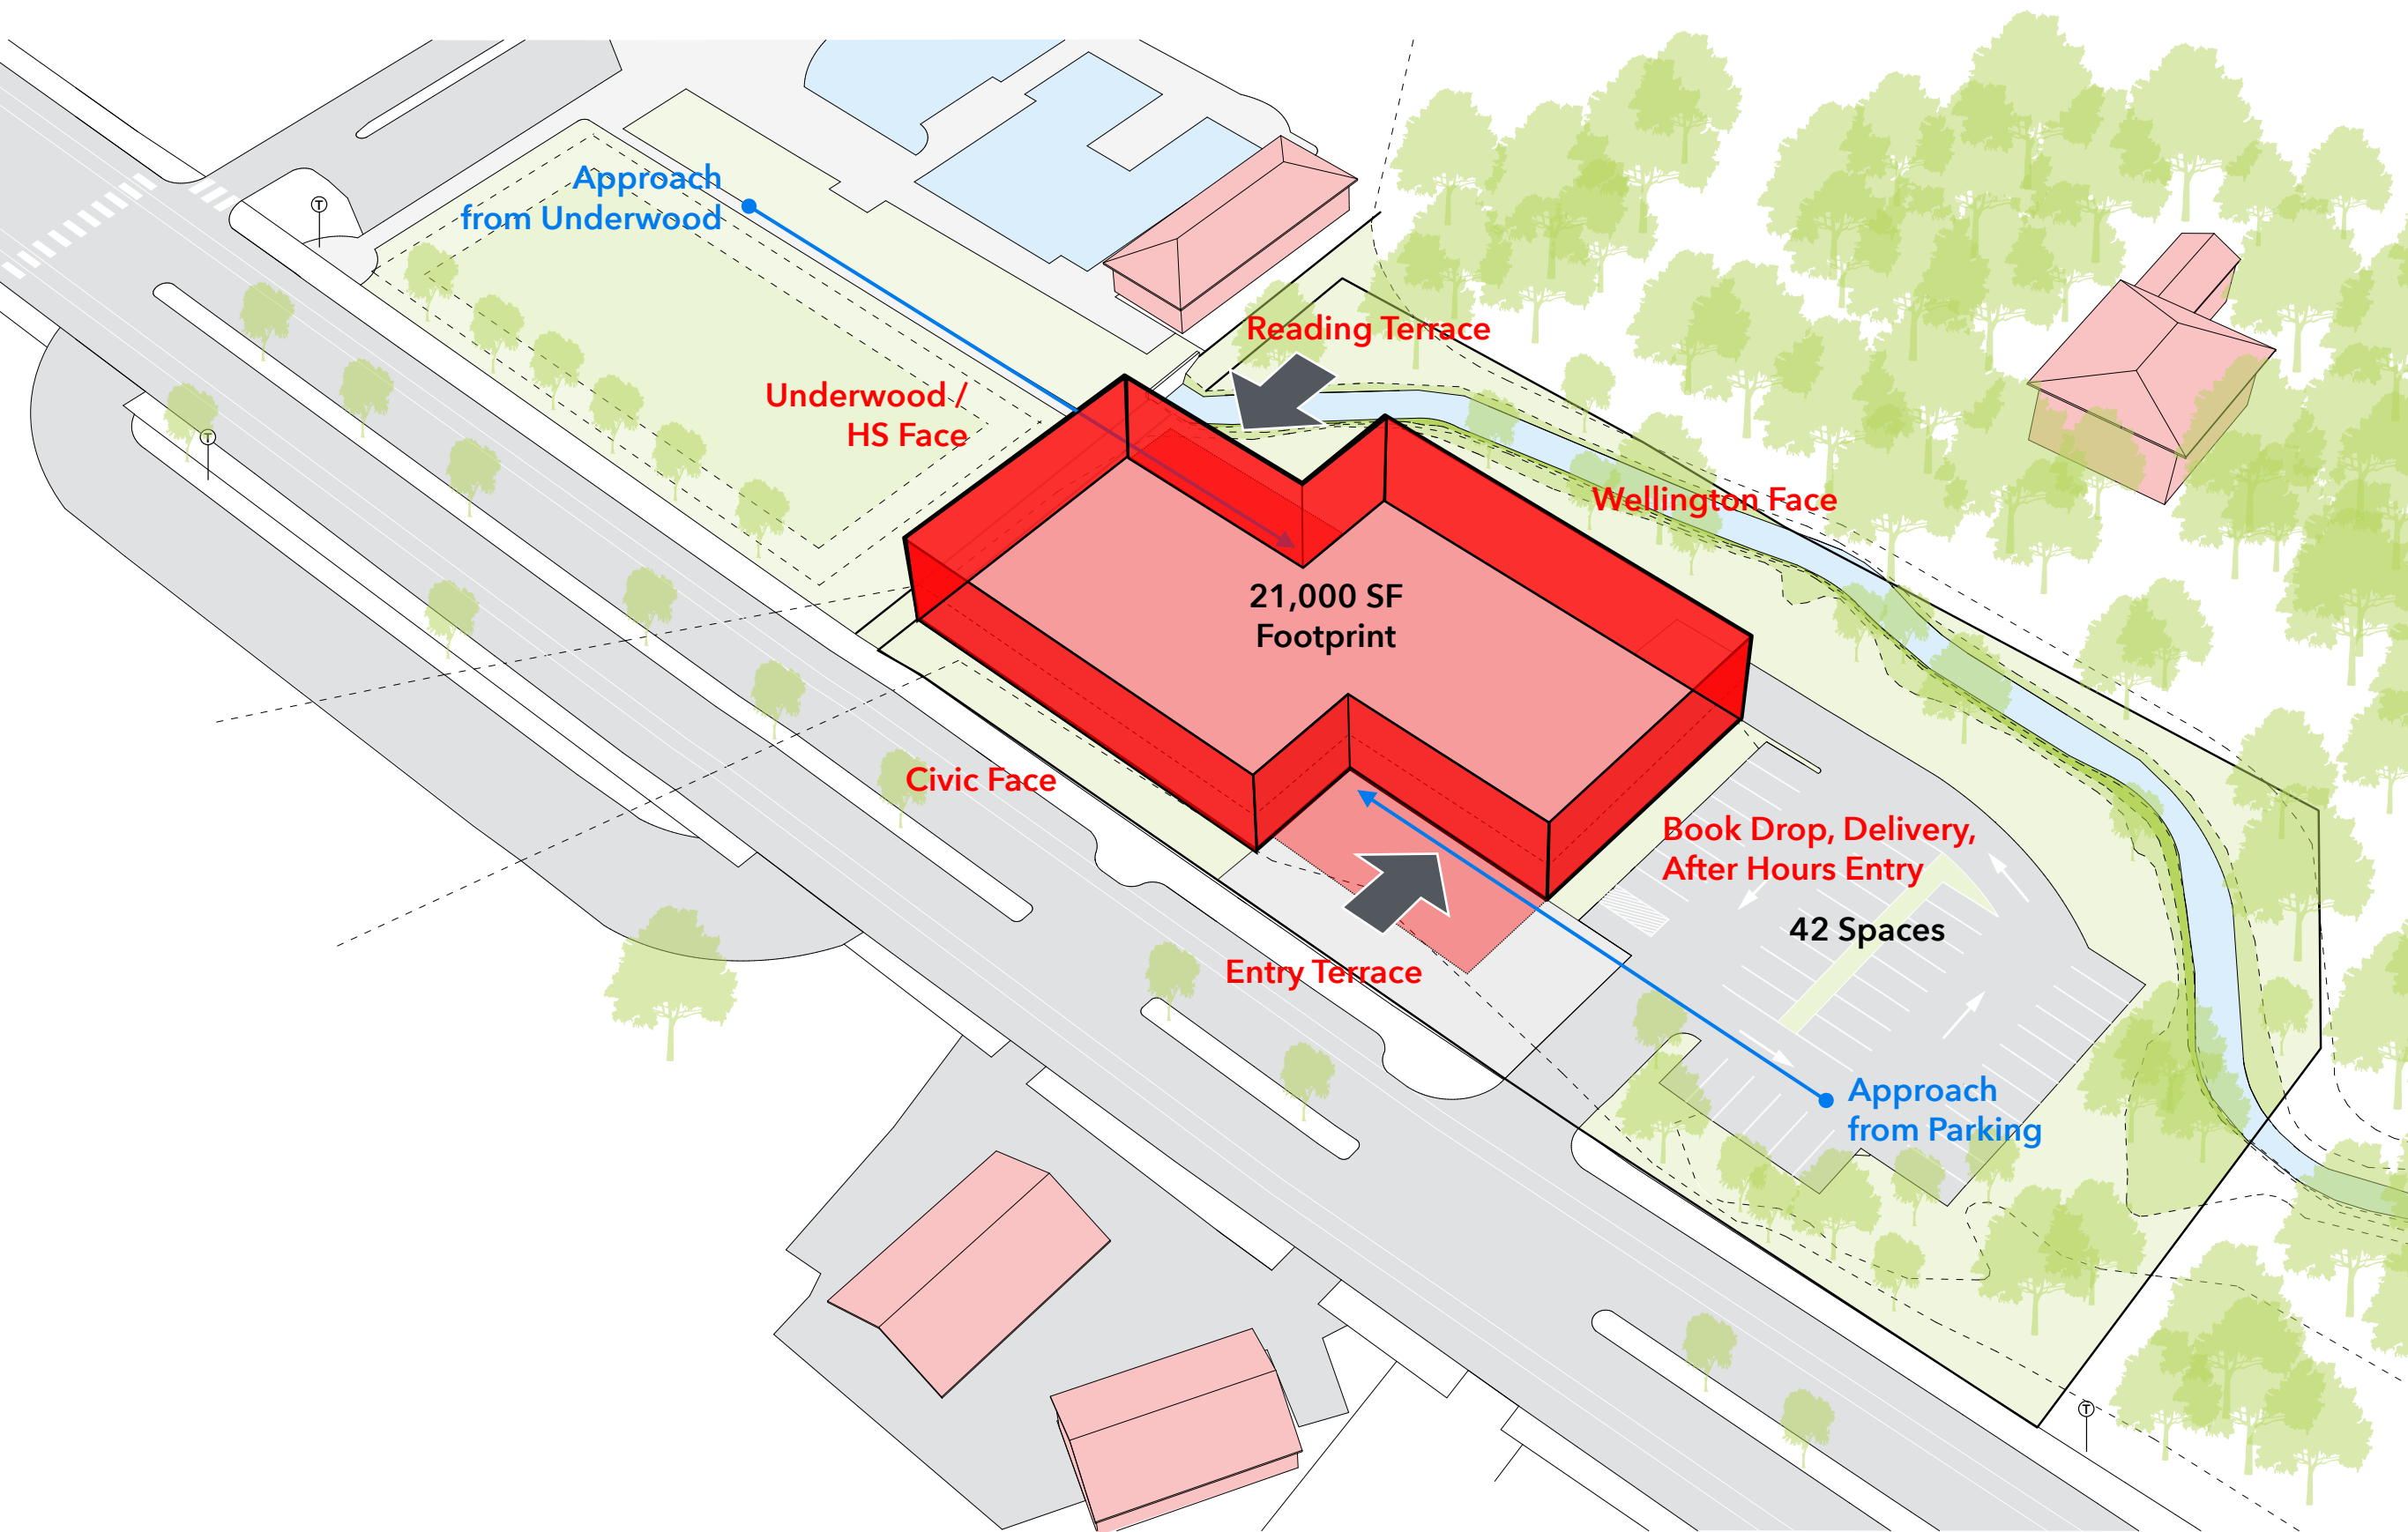 Approach
from Underwood
Reading Terrace
Underwood /
HS Face
Wellington Face
21,000 SF
Footprint
Civic Face
Book Drop, Delivery,
After Hours Entry
42 Spaces
Entry Terrace
Approach
from Parking
T
T
T